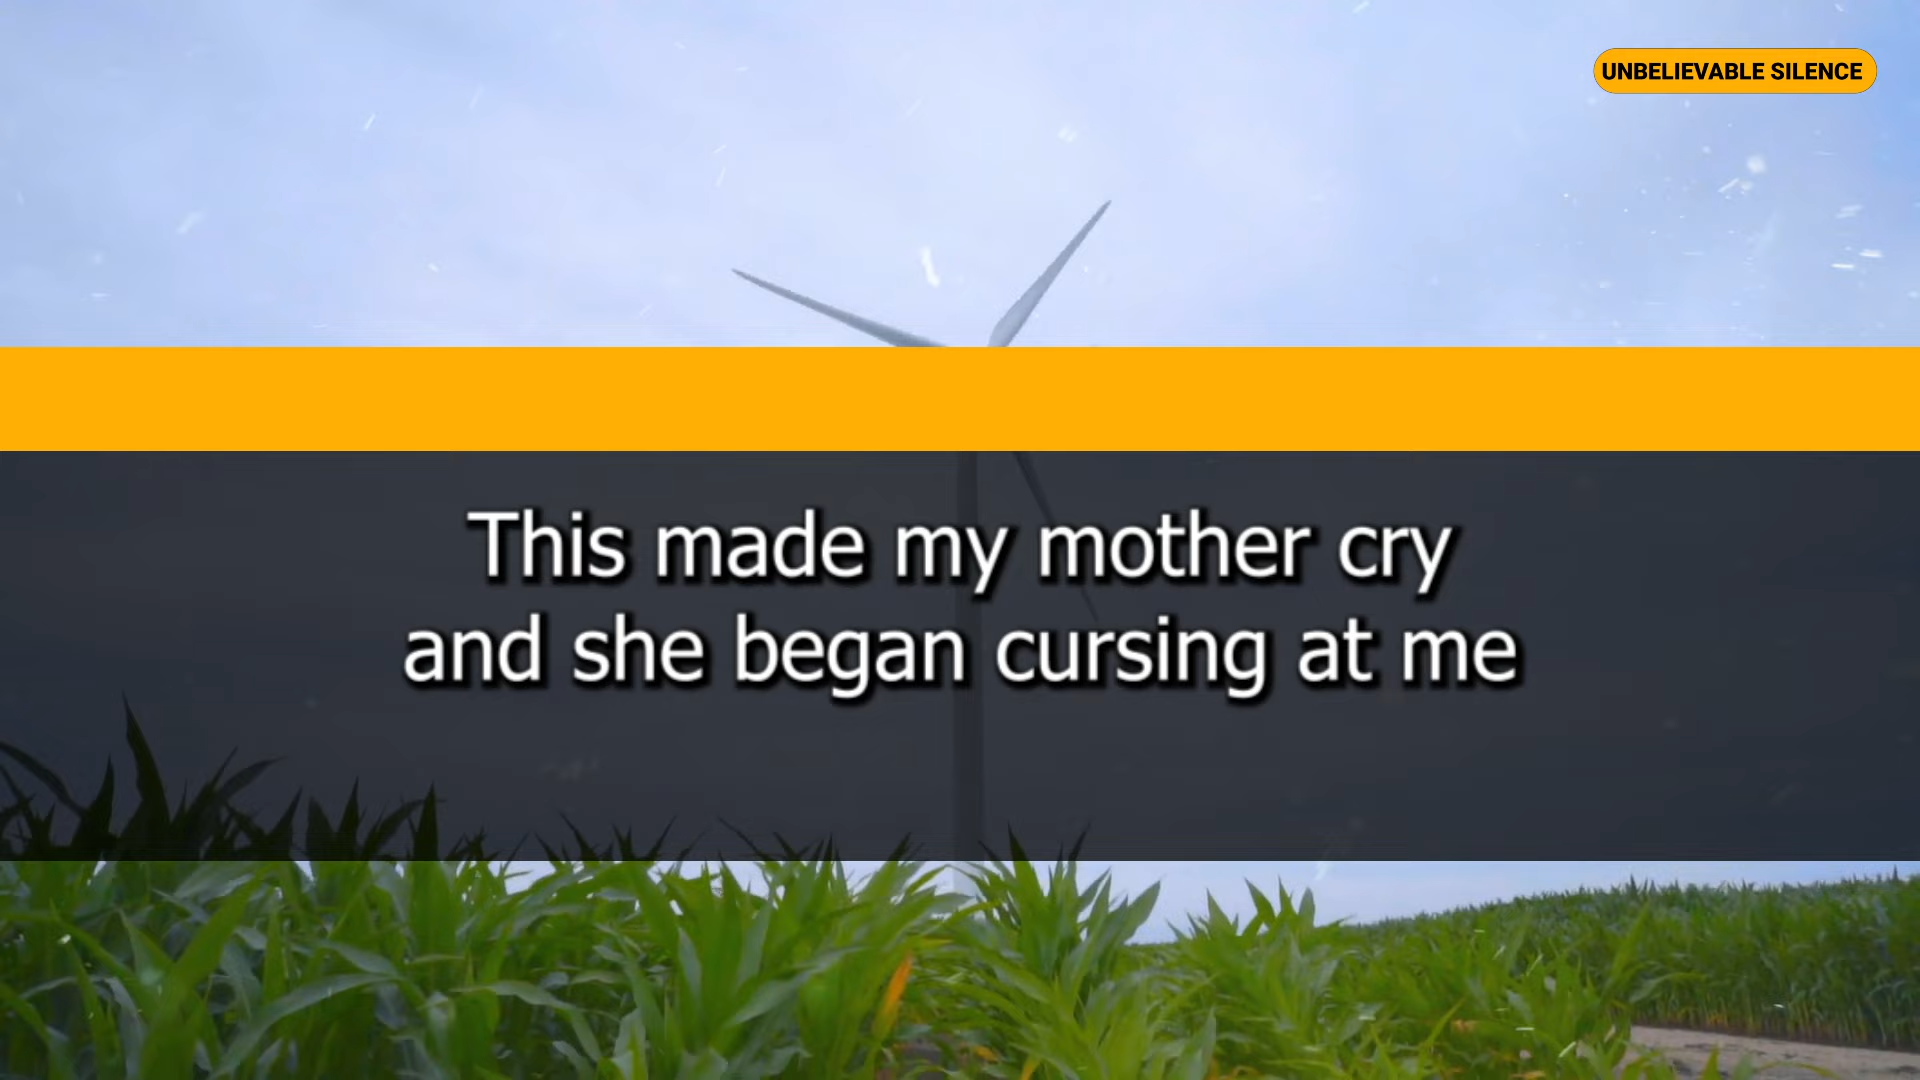 UNBELIEVABLE SILENCE
This made my mother cry
and she began cursing at me